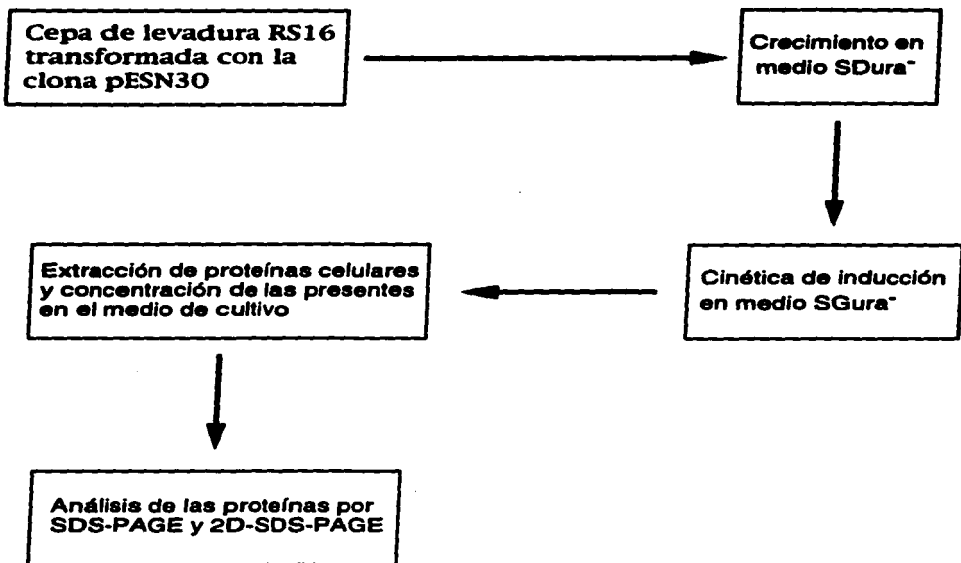 Cepa de levadura RS16
transformada con la
clona pESN30
Crecimiento en
medio SDura⁻
Cinética de inducción
en medio SGura⁻
Extracción de proteínas celulares
y concentración de las presentes
en el medio de cultivo
Análisis de las proteínas por
SDS-PAGE y 2D-SDS-PAGE